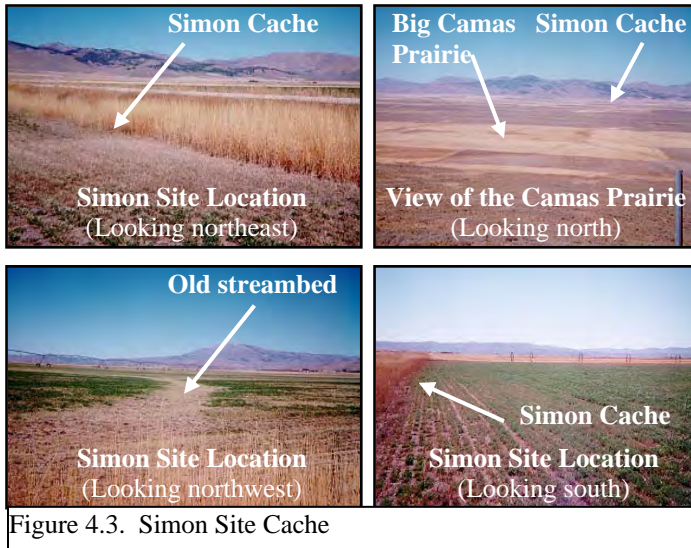 Simon Cache
Simon Site Location
(Looking northeast)
Big Camas
Prairie
Simon Cache
View of the Camas Prairie
(Looking north)
Old streambed
Simon Site Location
(Looking northwest)
Simon Cache
Simon Site Location
(Looking south)
Figure 4.3.  Simon Site Cache